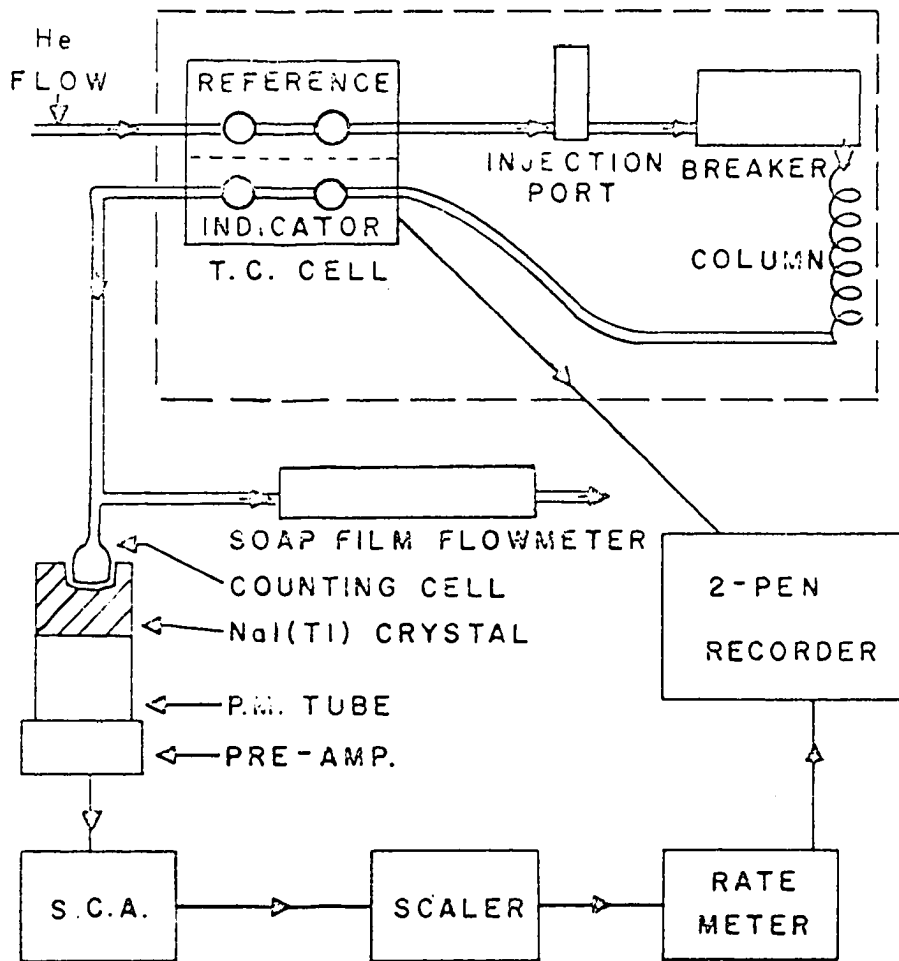 He
FLOW
REFERENCE
INJECTION
PORT
BREAKER
INDICATOR
T.C. CELL
COLUMN
SOAP FILM FLOWMETER
COUNTING CELL
NaI(Tl) CRYSTAL
P.M. TUBE
PRE-AMP.
2-PEN
RECORDER
S.C.A.
SCALER
RATE
METER